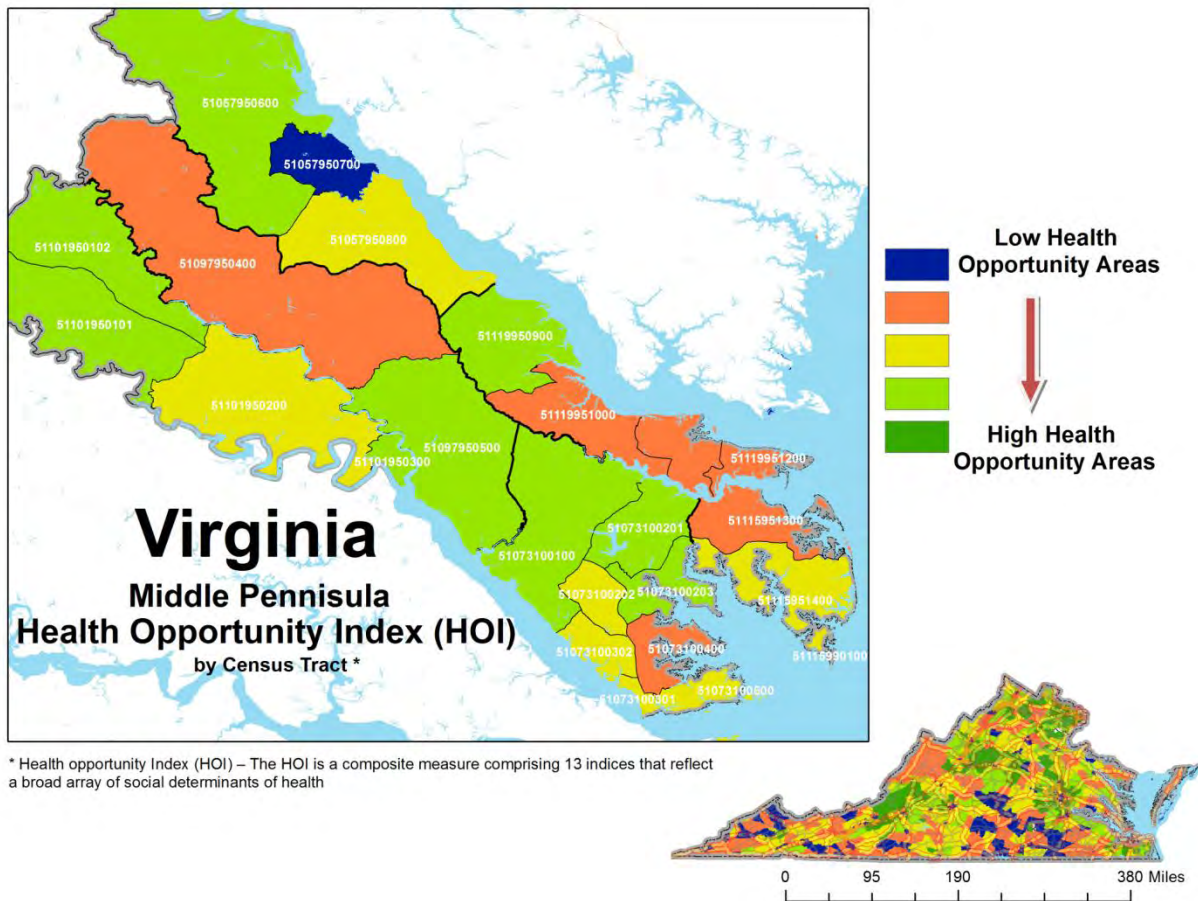 51057950600
51057950700
51057950800
51101950102
51097950400
51101950101
51119950900
51101950200
51119951000
51097950500
51101950300
51119951200
51115951300
51073100201
51073100100
51073100202
51073100203
51115951400
51073100302
51073100400
51115990100
51073100301
51073100500
Virginia
Middle Pennisula
Health Opportunity Index (HOI)
by Census Tract *
Low Health
Opportunity Areas
High Health
Opportunity Areas
* Health opportunity Index (HOI) – The HOI is a composite measure comprising 13 indices that reflect
a broad array of social determinants of health
0 95 190 380 Miles